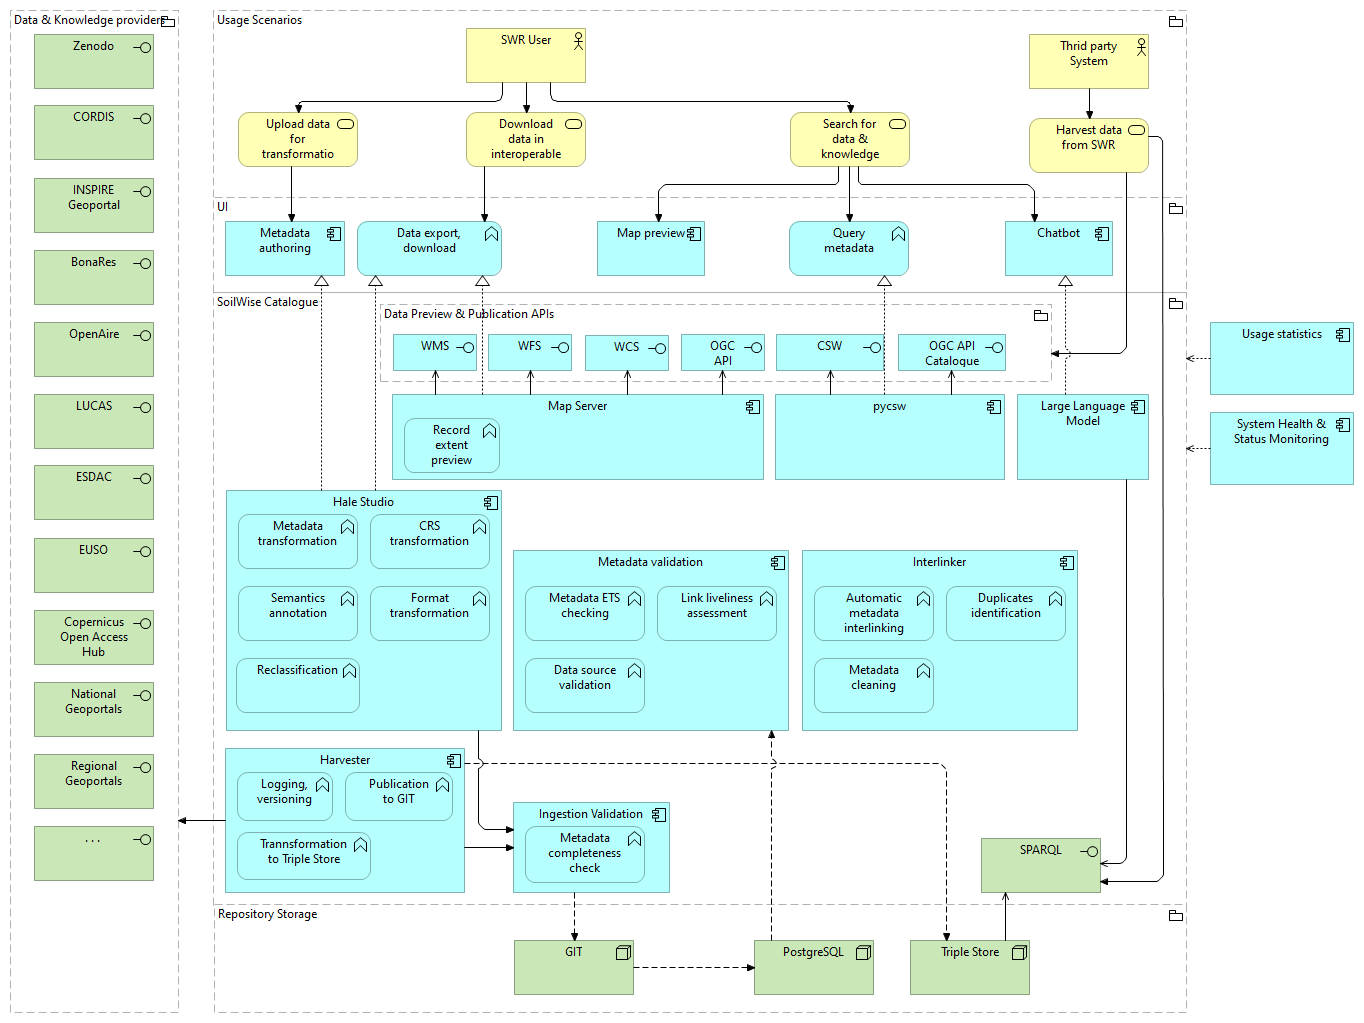 Data & Knowledge providers
Zenodo
CORDIS
INSPIRE
Geoportal
BonaRes
OpenAire
LUCAS
ESDAC
EUSO
Copernicus
Open Access
Hub
National
Geoportals
Regional
Geoportals
...
Usage Scenarios
SWR User
Thrid party
System
Upload data
for
transformatio
Download
data in
interoperable
Search for
data &
knowledge
Harvest data
from SWR
UI
Metadata
authoring
Data export,
download
Map preview
Query
metadata
Chatbot
SoilWise Catalogue
Data Preview & Publication APIs
WMS
WFS
WCS
OGC
API
CSW
OGC API
Catalogue
Usage statistics
System Health &
Status Monitoring
Map Server
Record
extent
preview
pycsw
Large Language
Model
Hale Studio
Metadata
transformation
CRS
transformation
Semantics
annotation
Format
transformation
Reclassification
Metadata validation
Metadata ETS
checking
Link liveliness
assessment
Data source
validation
Interlinker
Automatic
metadata
interlinking
Duplicates
identification
Metadata
cleaning
Harvester
Logging,
versioning
Publication
to GIT
Trannsformation
to Triple Store
Ingestion Validation
Metadata
completeness
check
SPARQL
Repository Storage
GIT
PostgreSQL
Triple Store